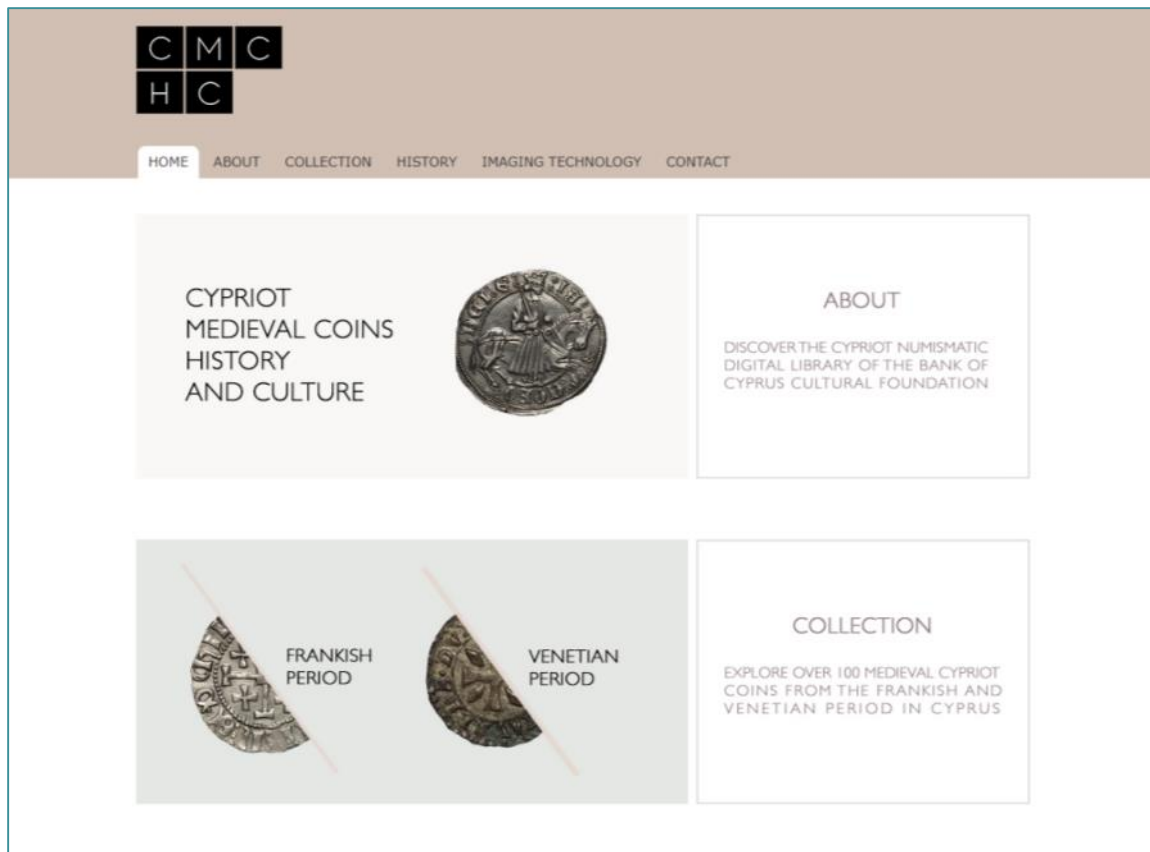 C M C
H C
HOME ABOUT COLLECTION HISTORY IMAGING TECHNOLOGY CONTACT
CYPRIOT
MEDIEVAL COINS
HISTORY
AND CULTURE
ABOUT
DISCOVER THE CYPRIOT NUMISMATIC
DIGITAL LIBRARY OF THE BANK OF
CYPRUS CULTURAL FOUNDATION
FRANKISH
PERIOD
VENETIAN
PERIOD
COLLECTION
EXPLORE OVER 100 MEDIEVAL CYPRIOT
COINS FROM THE FRANKISH AND
VENETIAN PERIOD IN CYPRUS